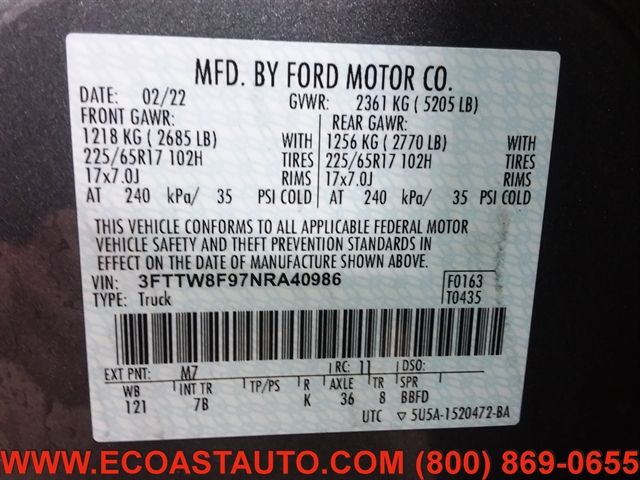 MFD. BY FORD MOTOR CO.
DATE: 02/22 GVWR: 2361 KG ( 5205 LB)
FRONT GAWR: REAR GAWR:
1218 KG ( 2685 LB) WITH 1256 KG ( 2770 LB) WITH
225/65R17 102H TIRES 225/65R17 102H TIRES
17x7.0J RIMS 17x7.0J RIMS
AT 240 kPa/ 35 PSI COLD AT 240 kPa/ 35 PSI COLD
THIS VEHICLE CONFORMS TO ALL APPLICABLE FEDERAL MOTOR
VEHICLE SAFETY AND THEFT PREVENTION STANDARDS IN
EFFECT ON THE DATE OF MANUFACTURE SHOWN ABOVE.
VIN: 3FTTW8F97NRA40986 F0163
TYPE: Truck T0435
EXT PNT: M7 RC: 11 DSO:
WB INT TR TP/PS R AXLE TR SPR
121 7B K 36 8 BBFD
UTC ▽ 5U5A-1520472-BA
WWW.ECOASTAUTO.COM (800) 869-0655